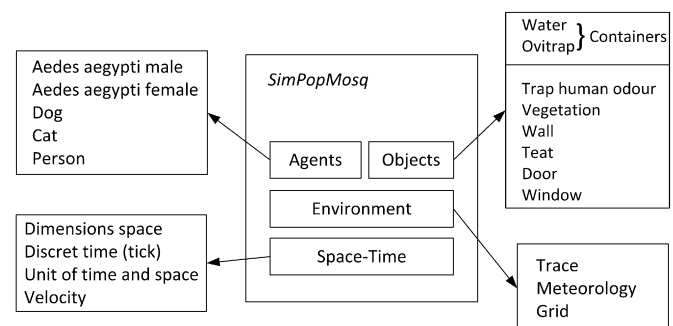 Aedes aegypti male
Aedes aegypti female
Dog
Cat
Person
SimPopMosq
Agents
Objects
Environment
Space-Time
Water
Ovitrap
} Containers
Trap human odour
Vegetation
Wall
Teat
Door
Window
Dimensions space
Discret time (tick)
Unit of time and space
Velocity
Trace
Meteorology
Grid